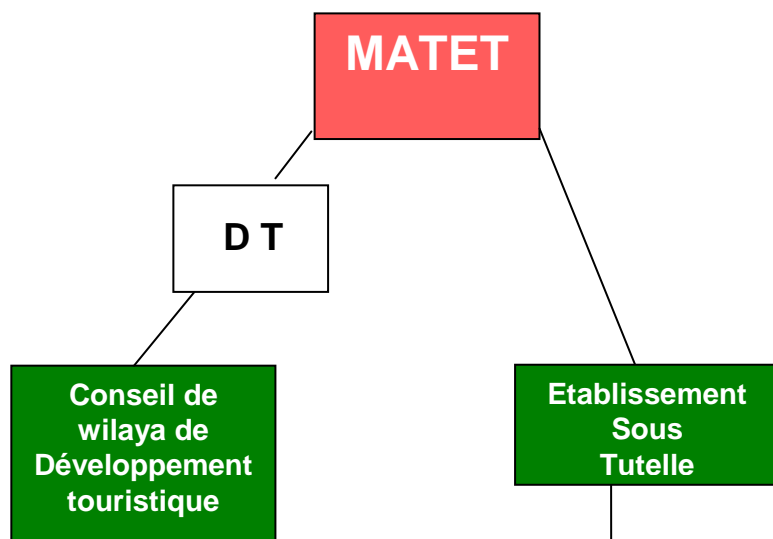 MATET
D T
Conseil de
wilaya de
Développement
touristique
Etablissement
Sous
Tutelle